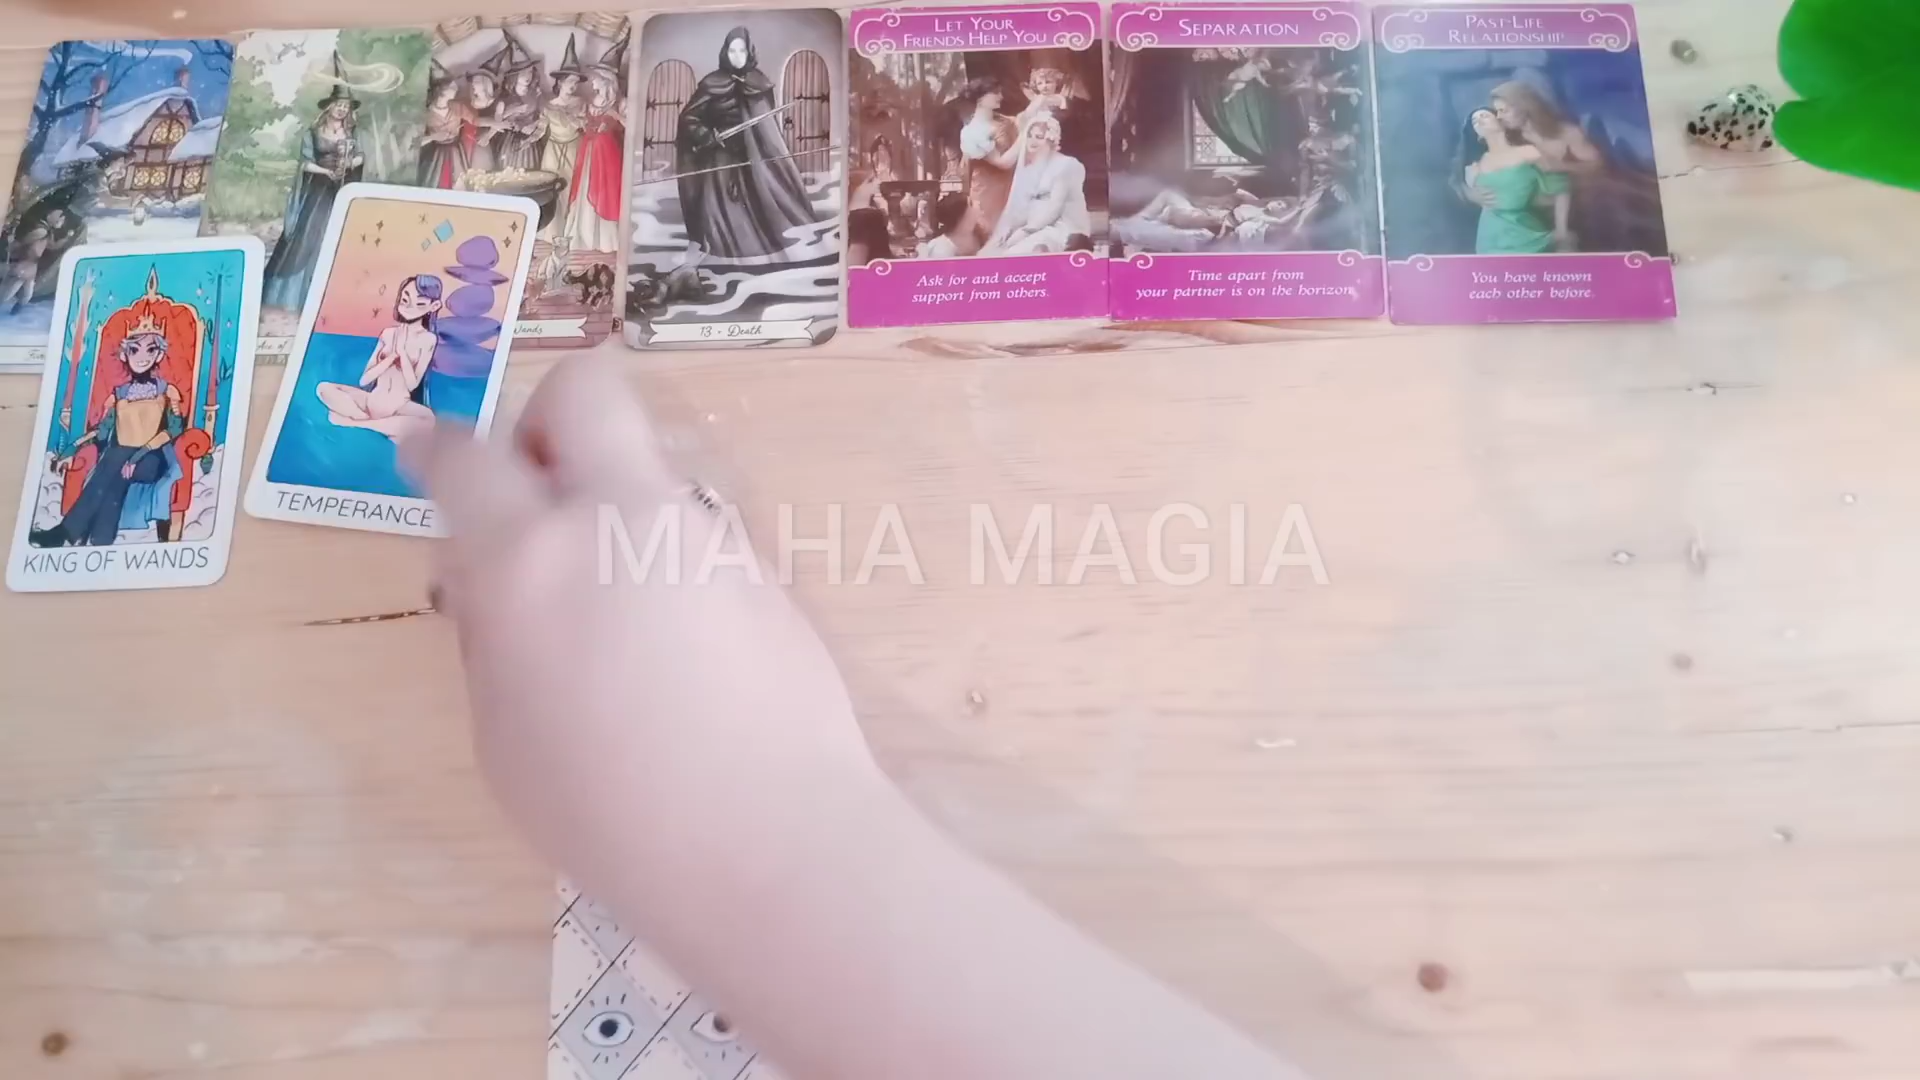 LET YOUR
FRIENDS HELP YOU
SEPARATION
PAST-LIFE
RELATIONSHIP
Ask for and accept
support from others.
Time apart from
your partner is on the horizon.
You have known
each other before.
Ace of
Wands
13 • Death
TEMPERANCE
KING OF WANDS
MAHA MAGIA